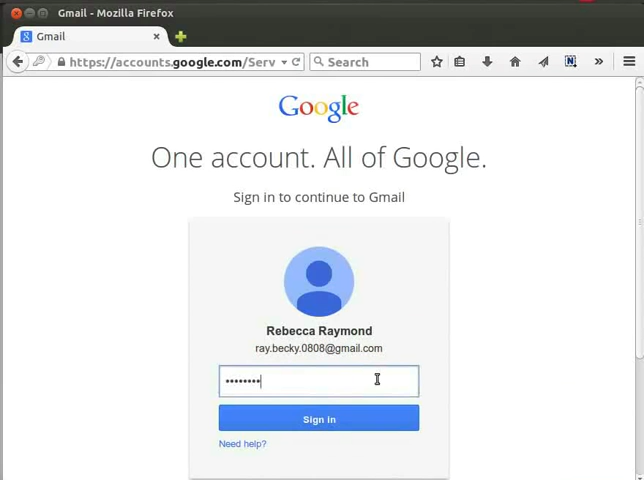 Gmail - Mozilla Firefox
Gmail
https://accounts.google.com/Serv
Search
Google
One account. All of Google.
Sign in to continue to Gmail
Rebecca Raymond
ray.becky.0808@gmail.com
••••••••
Sign in
Need help?